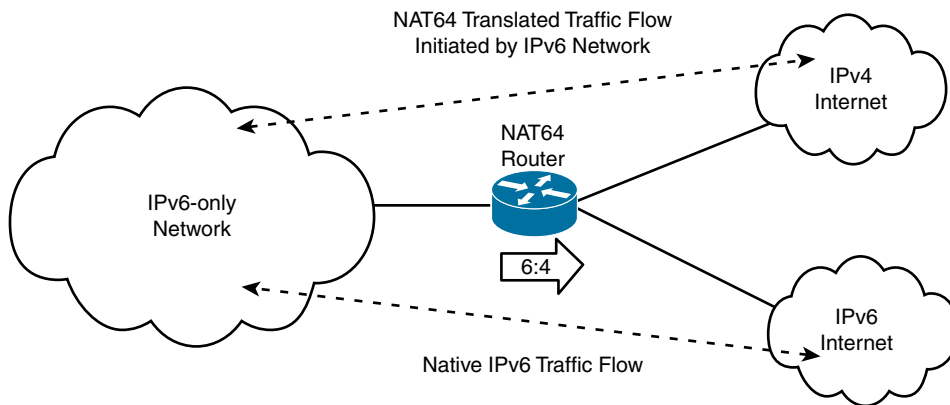 NAT64 Translated Traffic Flow
Initiated by IPv6 Network
IPv4
Internet
NAT64
Router
IPv6-only
Network
6:4
IPv6
Internet
Native IPv6 Traffic Flow